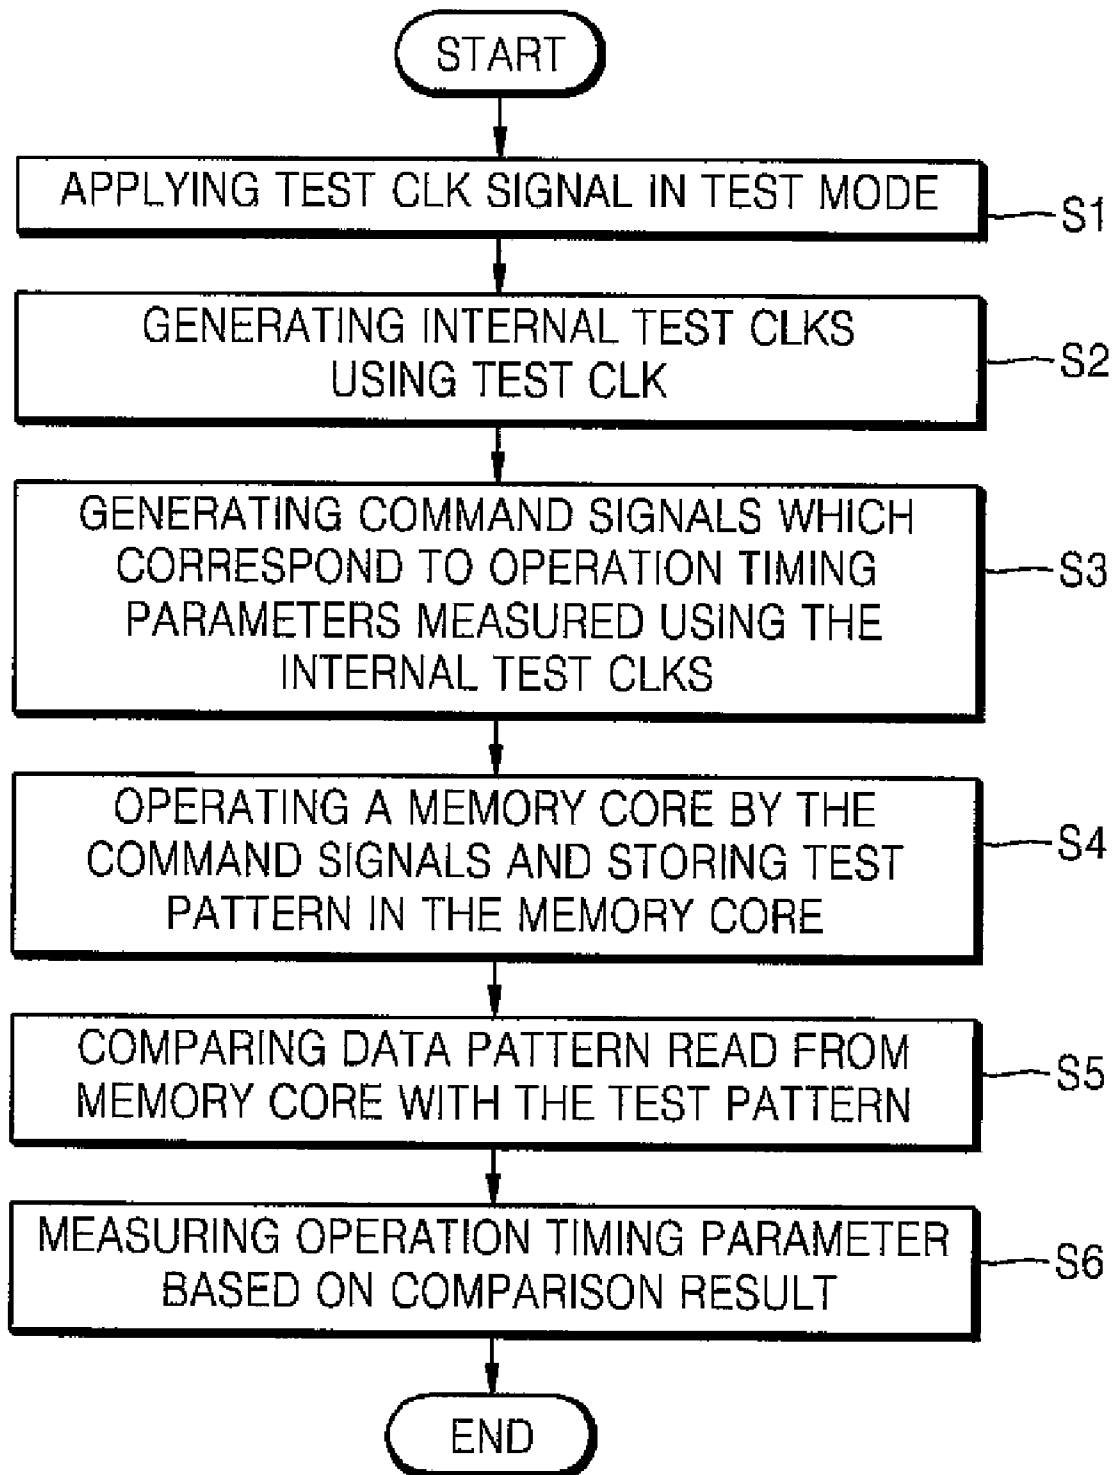 START
APPLYING TEST CLK SIGNAL IN TEST MODE
S1
GENERATING INTERNAL TEST CLKS
USING TEST CLK
S2
GENERATING COMMAND SIGNALS WHICH
CORRESPOND TO OPERATION TIMING
PARAMETERS MEASURED USING THE
INTERNAL TEST CLKS
S3
OPERATING A MEMORY CORE BY THE
COMMAND SIGNALS AND STORING TEST
PATTERN IN THE MEMORY CORE
S4
COMPARING DATA PATTERN READ FROM
MEMORY CORE WITH THE TEST PATTERN
S5
MEASURING OPERATION TIMING PARAMETER
BASED ON COMPARISON RESULT
S6
END